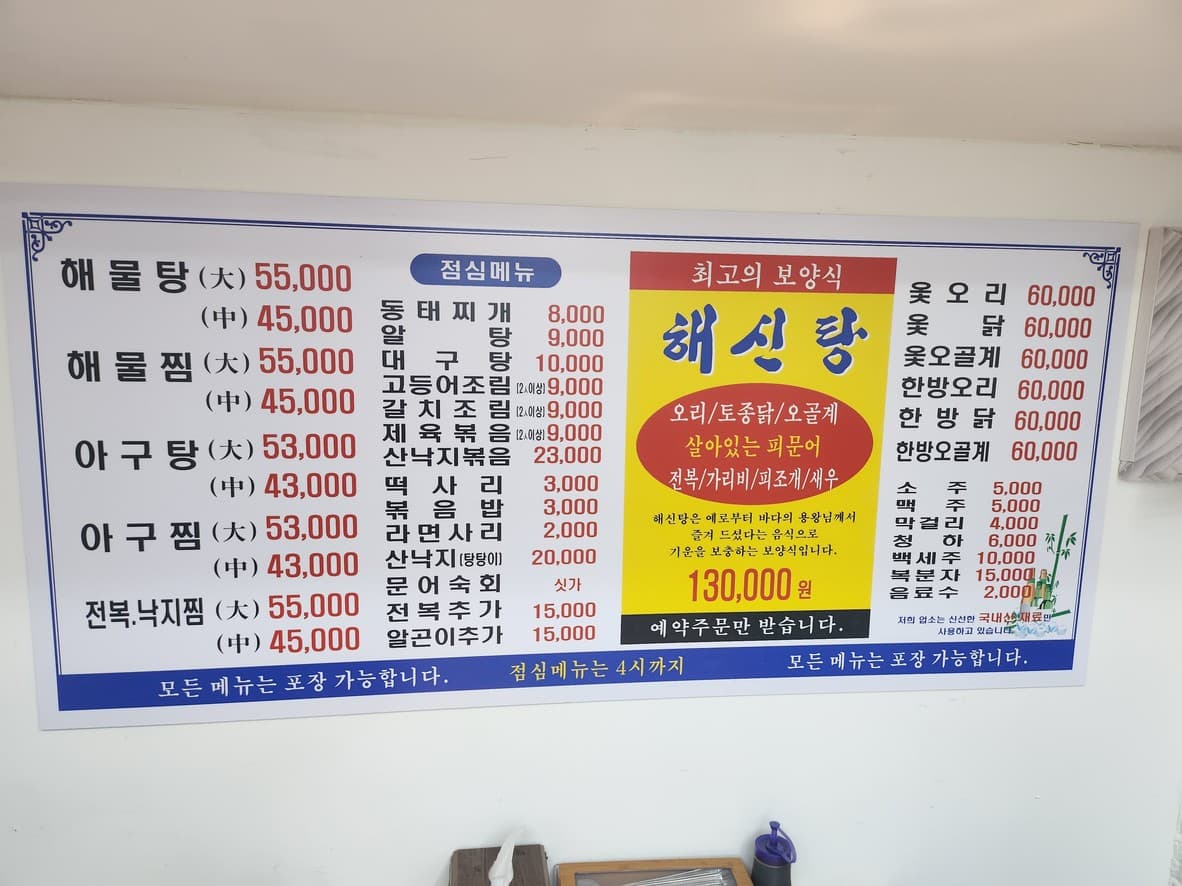 해물탕 (大) 55,000
(中) 45,000
해물찜 (大) 55,000
(中) 45,000
아구탕 (大) 53,000
(中) 43,000
아구찜 (大) 53,000
(中) 43,000
전복.낙지찜 (大) 55,000
(中) 45,000
점심메뉴
동태찌개 8,000
알탕 9,000
대구탕 10,000
고등어조림 (2人이상) 9,000
갈치조림 (2人이상) 9,000
제육볶음 (2人이상) 9,000
산낙지볶음 23,000
떡사리 3,000
볶음밥 3,000
라면사리 2,000
산낙지(탕탕이) 20,000
문어숙회 싯가
전복추가 15,000
알곤이추가 15,000
최고의 보양식
해신탕
오리/토종닭/오골계
살아있는 피문어
전복/가리비/피조개/새우
해신탕은 예로부터 바다의 용왕님께서
즐겨 드셨다는 음식으로
기운을 보충하는 보양식입니다.
130,000 원
예약주문만 받습니다.
옻오리 60,000
옻닭 60,000
옻오골계 60,000
한방오리 60,000
한방닭 60,000
한방오골계 60,000
소주 5,000
맥주 5,000
막걸리 4,000
청하 6,000
백세주 10,000
복분자 15,000
음료수 2,000
저희 업소는 신선한 국내산 재료만
사용하고 있습니다.
모든 메뉴는 포장 가능합니다. 점심메뉴는 4시까지 모든 메뉴는 포장 가능합니다.